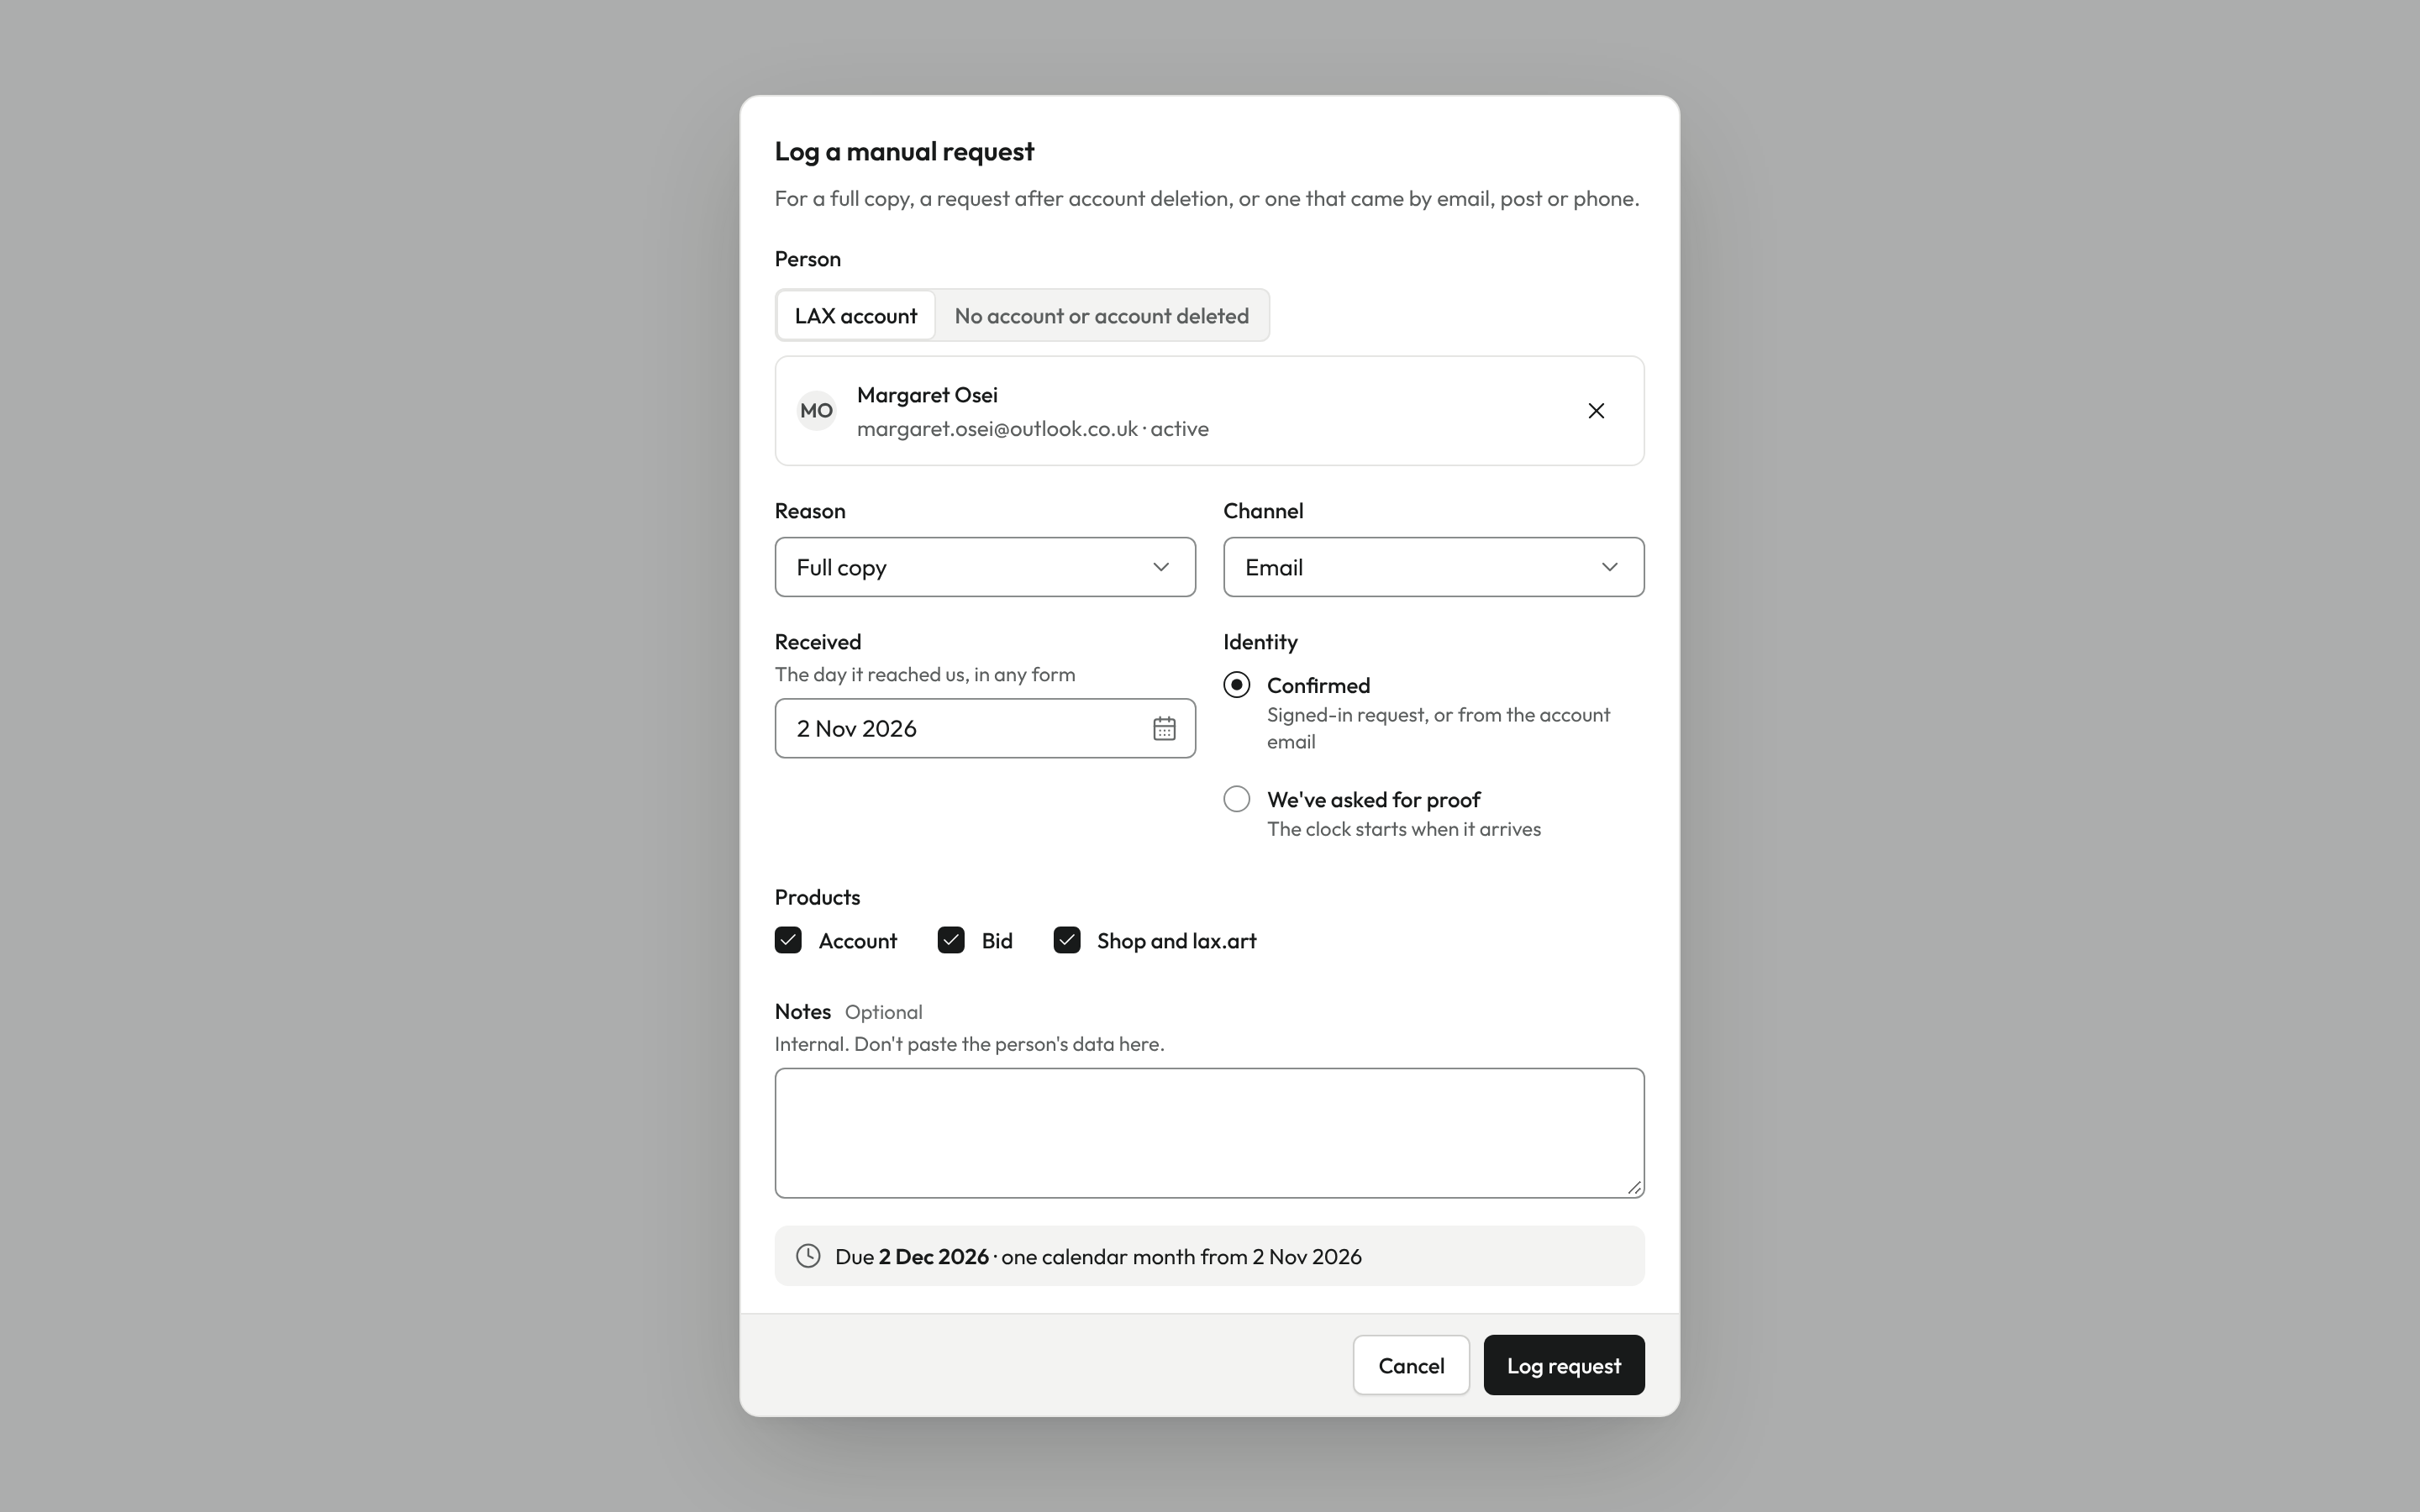 Log a manual request
For a full copy, a request after account deletion, or one that came by email, post or phone.
Person
LAX account
No account or account deleted
MO
Margaret Osei
margaret.osei@outlook.co.uk · active
Reason
Channel
Full copy
Email
Received
The day it reached us, in any form
2 Nov 2026
Identity
Confirmed
Signed-in request, or from the account
email
We've asked for proof
The clock starts when it arrives
Products
Account
Bid
Shop and lax.art
Notes Optional
Internal. Don't paste the person's data here.
Due 2 Dec 2026 · one calendar month from 2 Nov 2026
Cancel
Log request